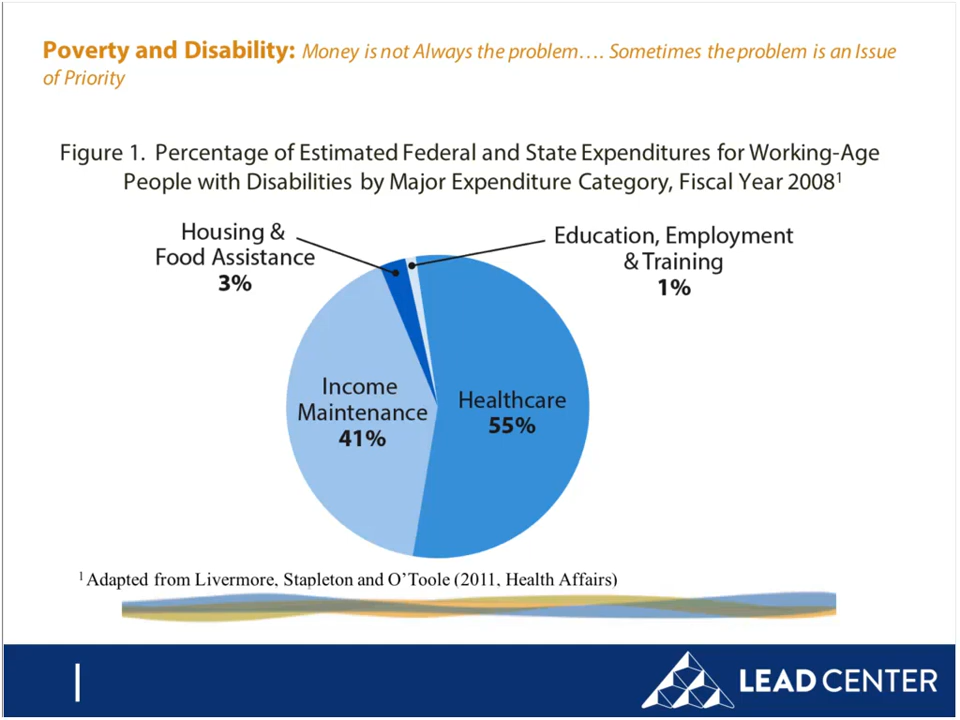 Poverty and Disability: Money is not Always the problem…. Sometimes the problem is an Issue
of Priority
Figure 1. Percentage of Estimated Federal and State Expenditures for Working-Age
People with Disabilities by Major Expenditure Category, Fiscal Year 2008¹
Housing &
Food Assistance
3%
Education, Employment
& Training
1%
Income
Maintenance
41%
Healthcare
55%
¹ Adapted from Livermore, Stapleton and O'Toole (2011, Health Affairs)
LEAD CENTER